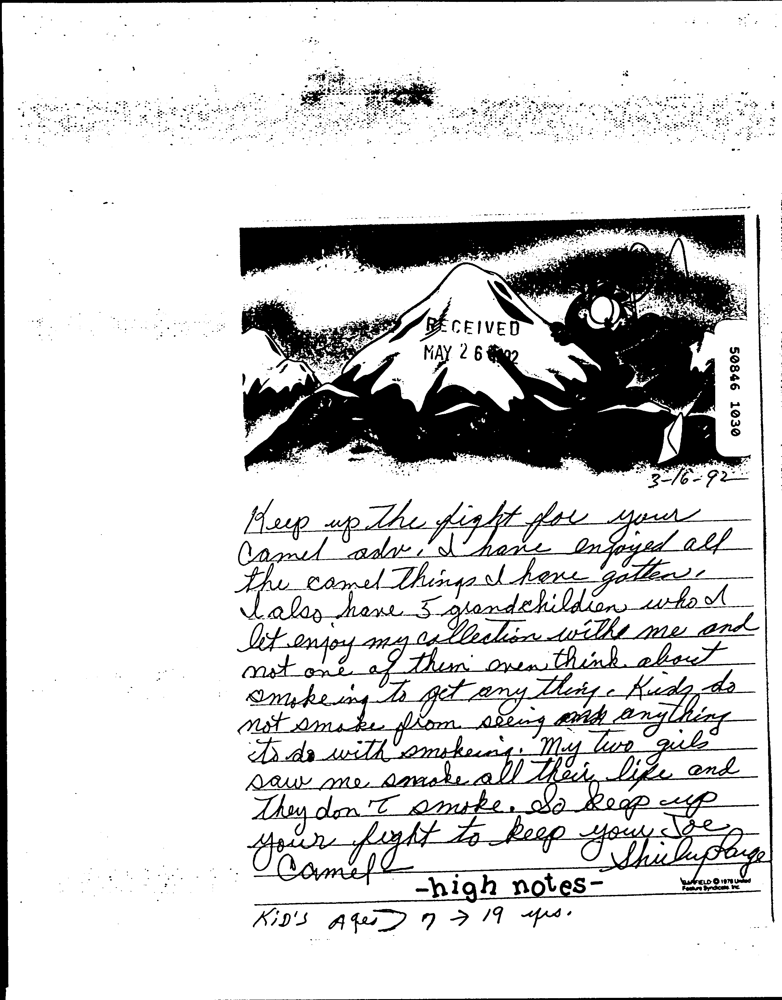 RECEIVED
MAY 26 1992
50846 1030
3-16-92
Keep up the fight for your
Camel adv. I have enjoyed all
the camel things I have gotten.
I also have 5 grandchildren who I
let enjoy my collection withe me and
not one of them even think about
smokeing to get any thing. Kids do
not smoke from seeing anything
to do with smokeing. My two girls
saw me smoke all their life and
they don't smoke. So keep up
your fight to keep your Joe
Camel
Shirley Paige
-high notes-
GARFIELD © 1978 United
Feature Syndicate Inc.
KiD'S Ages 7 → 19 yrs.